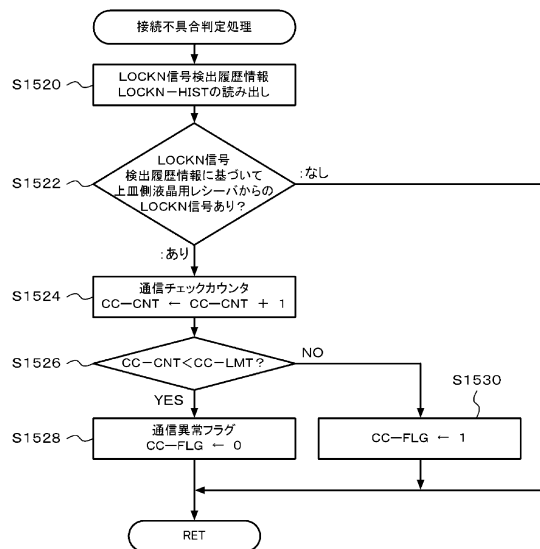 接続不具合判定処理
S1520
LOCKN信号検出履歴情報
LOCKN－HISTの読み出し
S1522
LOCKN信号
検出履歴情報に基づいて
上皿側液晶用レシーバからの
LOCKN信号あり？
:なし
:あり
S1524
通信チェックカウンタ
CC－CNT ← CC－CNT ＋ 1
S1526
CC－CNT＜CC－LMT？
NO
YES
S1530
S1528
通信異常フラグ
CC－FLG ← 0
CC－FLG ← 1
RET